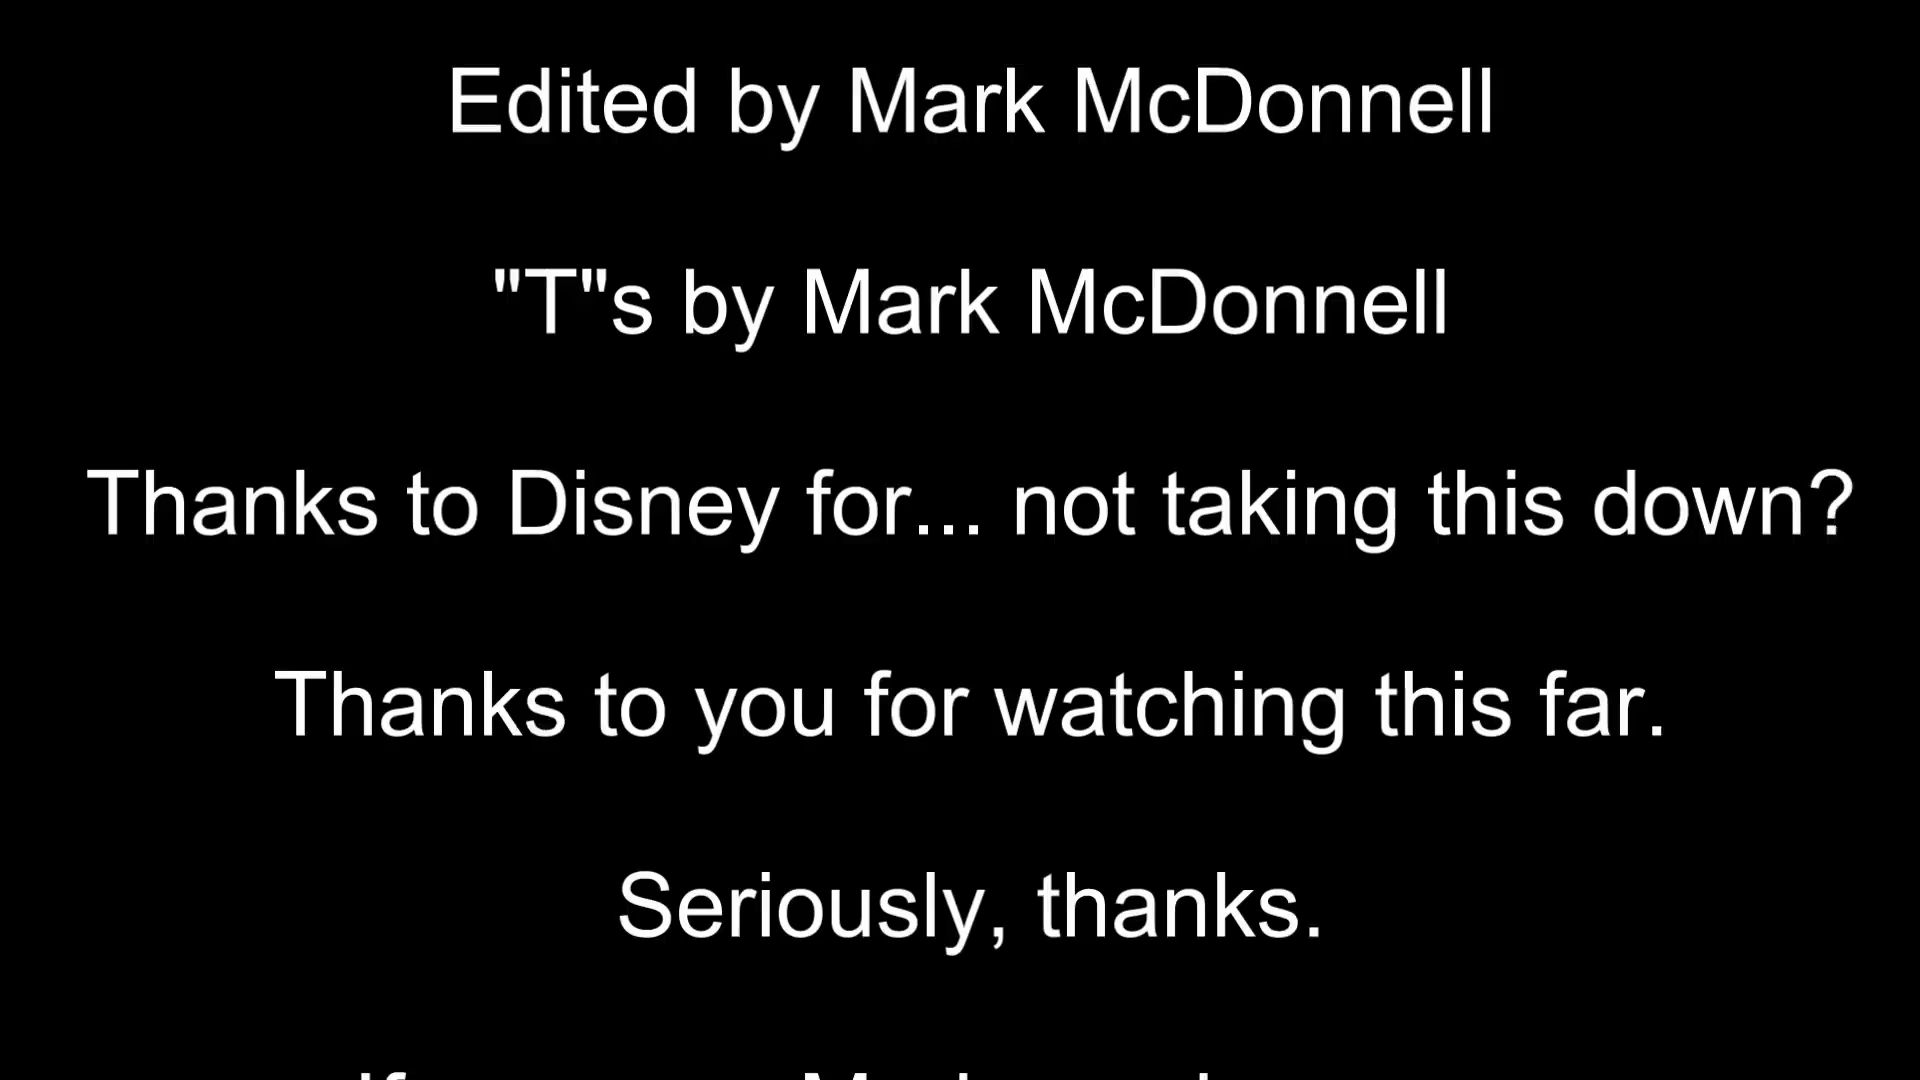 Edited by Mark McDonnell
"T"s by Mark McDonnell
Thanks to Disney for... not taking this down?
Thanks to you for watching this far.
Seriously, thanks.